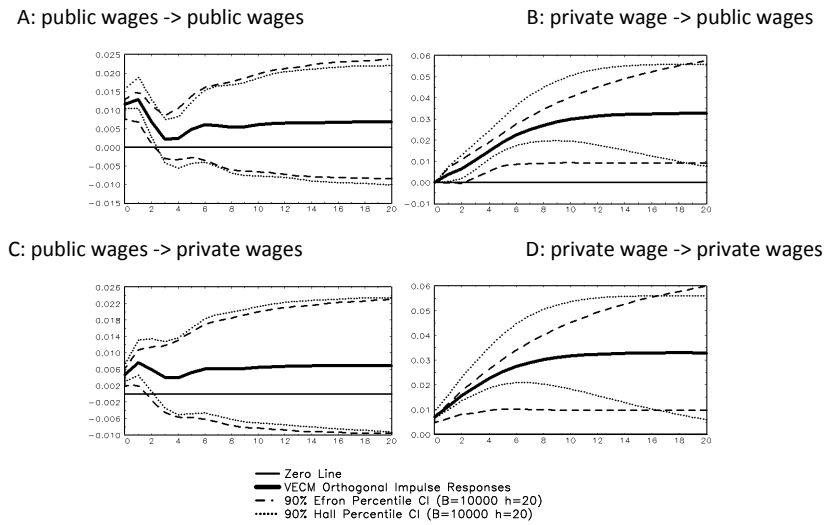 A: public wages -> public wages
B: private wage -> public wages
0.025
0.020
0.015
0.010
0.005
0.000
-0.005
-0.010
-0.015
0 2 4 6 8 10 12 14 16 18 20
0.06
0.05
0.04
0.03
0.02
0.01
0.00
-0.01
0 2 4 6 8 10 12 14 16 18 20
C: public wages -> private wages
D: private wage -> private wages
0.026
0.022
0.018
0.014
0.010
0.006
0.002
-0.002
-0.006
-0.010
0 2 4 6 8 10 12 14 16 18 20
0.06
0.05
0.04
0.03
0.02
0.01
0.00
0 2 4 6 8 10 12 14 16 18 20
Zero Line
VECM Orthogonal Impulse Responses
90% Efron Percentile CI (B=10000 h=20)
90% Hall Percentile CI (B=10000 h=20)